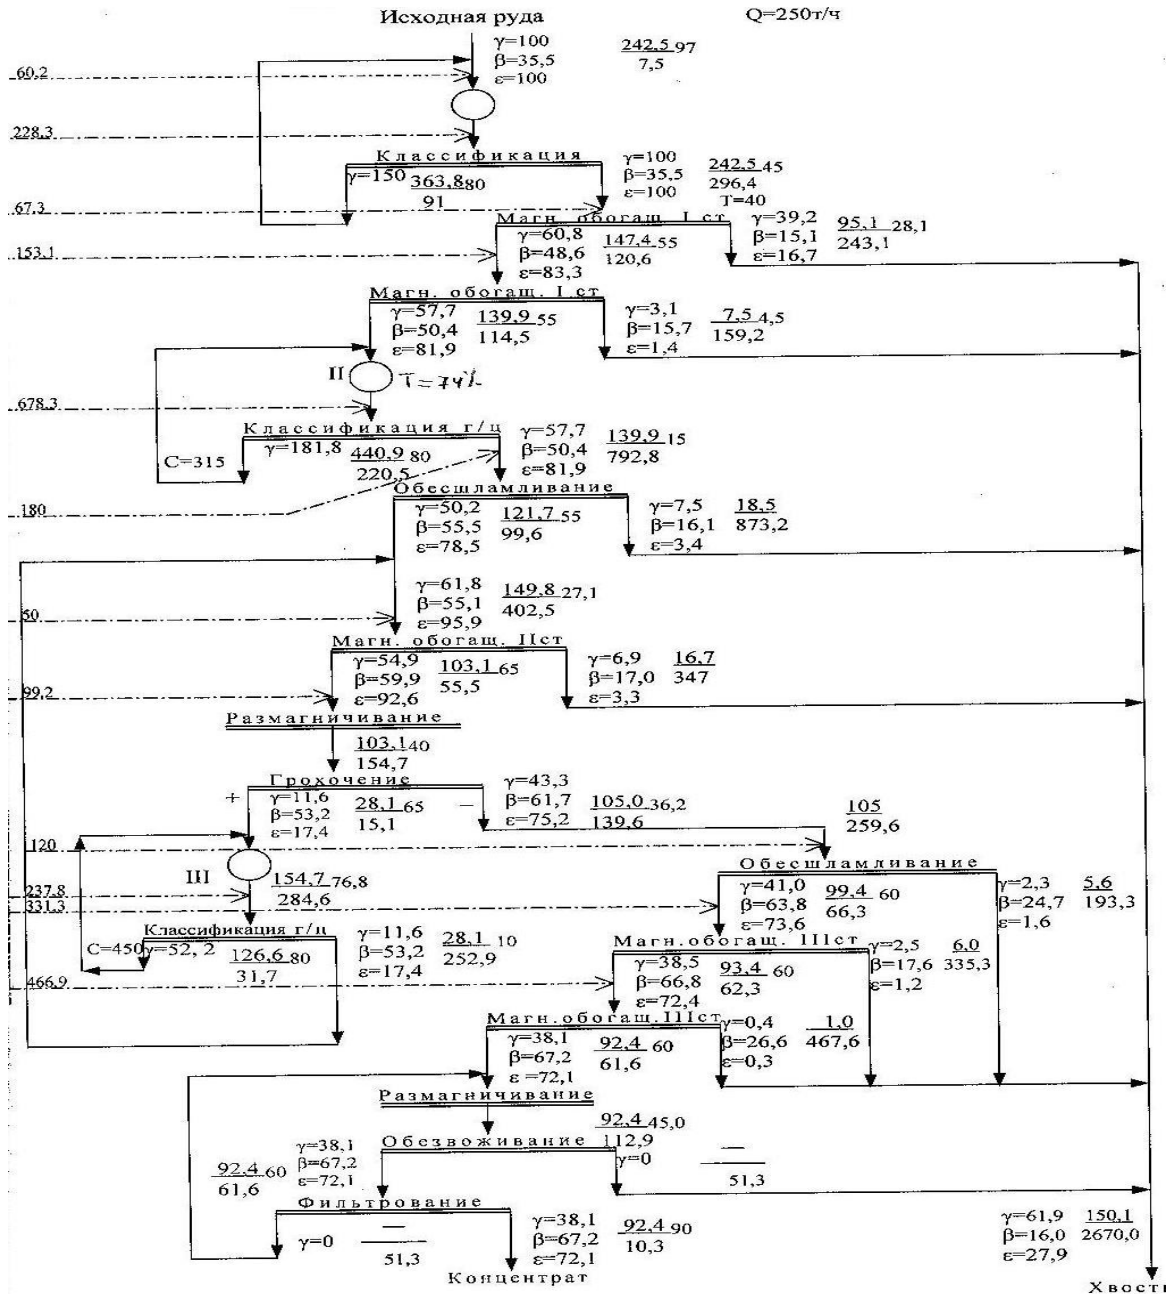 Исходная руда
Q=250т/ч
γ=100
β=35,5
ε=100
242,5 97
7,5
60,2
228,3
Классификация
γ=150 363,8 80
91
γ=100
β=35,5
ε=100
242,5 45
296,4
T=40
67,3
Магн. обогащ. I ст
γ=60,8
β=48,6
ε=83,3
147,4 55
120,6
γ=39,2
β=15,1
ε=16,7
95,1 28,1
243,1
153,1
Магн. обогащ. I ст
γ=57,7
β=50,4
ε=81,9
139,9 55
114,5
γ=3,1
β=15,7
ε=1,4
7,5 4,5
159,2
II
T=74%
678,3
Классификация г/ц
C=315
γ=181,8 440,9 80
220,5
γ=57,7
β=50,4
ε=81,9
139,9 15
792,8
180
Обесшламливание
γ=50,2
β=55,5
ε=78,5
121,7 55
99,6
γ=7,5
β=16,1
ε=3,4
18,5
873,2
γ=61,8
β=55,1
ε=95,9
149,8 27,1
402,5
50
Магн. обогащ. IIст
γ=54,9
β=59,9
ε=92,6
103,1 65
55,5
γ=6,9
β=17,0
ε=3,3
16,7
347
99,2
Размагничивание
103,1 40
154,7
Грохочение
+
γ=11,6
β=53,2
ε=17,4
28,1 65
15,1
−
γ=43,3
β=61,7
ε=75,2
105,0 36,2
139,6
105
259,6
120
III
154,7 76,8
284,6
237,8
331,3
Обесшламливание
γ=41,0
β=63,8
ε=73,6
99,4 60
66,3
γ=2,3
β=24,7
ε=1,6
5,6
193,3
Классификация г/ц
C=450 γ=52, 2 126,6 80
31,7
γ=11,6
β=53,2
ε=17,4
28,1 10
252,9
466,9
Магн.обогащ. IIIст
γ=38,5
β=66,8
ε=72,4
93,4 60
62,3
γ=2,5
β=17,6
ε=1,2
6,0
335,3
Магн.обогащ.IIIст
γ=38,1
β=67,2
ε =72,1
92,4 60
61,6
γ=0,4
β=26,6
ε=0,3
1,0
467,6
Размагничивание
92,4 45,0
112,9
Обезвоживание
γ=38,1
β=67,2
ε=72,1
92,4 60
61,6
γ=0
—
51,3
Фильтрование
γ=0
—
51,3
γ=38,1
β=67,2
ε=72,1
92,4 90
10,3
Концентрат
γ=61,9
β=16,0
ε=27,9
150,1
2670,0
Хвости